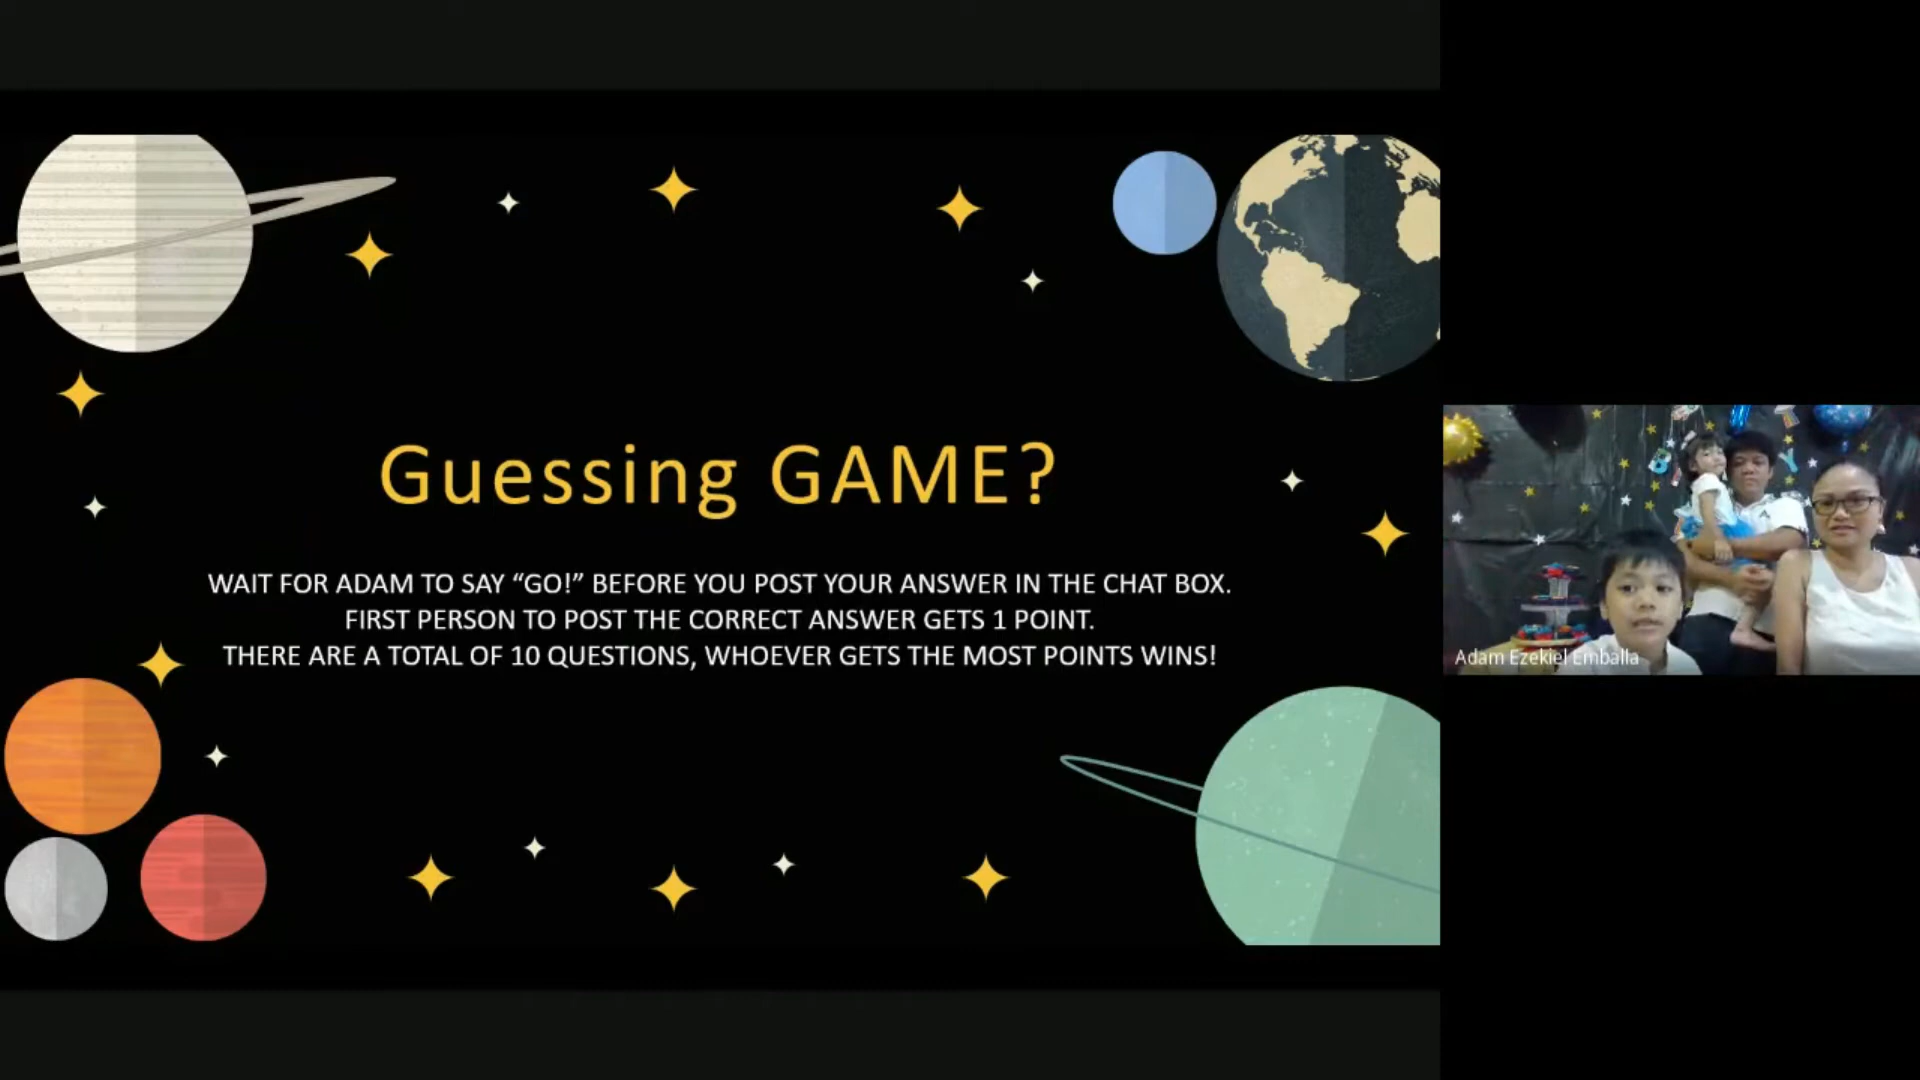 Guessing GAME?
WAIT FOR ADAM TO SAY “GO!” BEFORE YOU POST YOUR ANSWER IN THE CHAT BOX.
FIRST PERSON TO POST THE CORRECT ANSWER GETS 1 POINT.
THERE ARE A TOTAL OF 10 QUESTIONS, WHOEVER GETS THE MOST POINTS WINS!
Adam Ezekiel Emballa